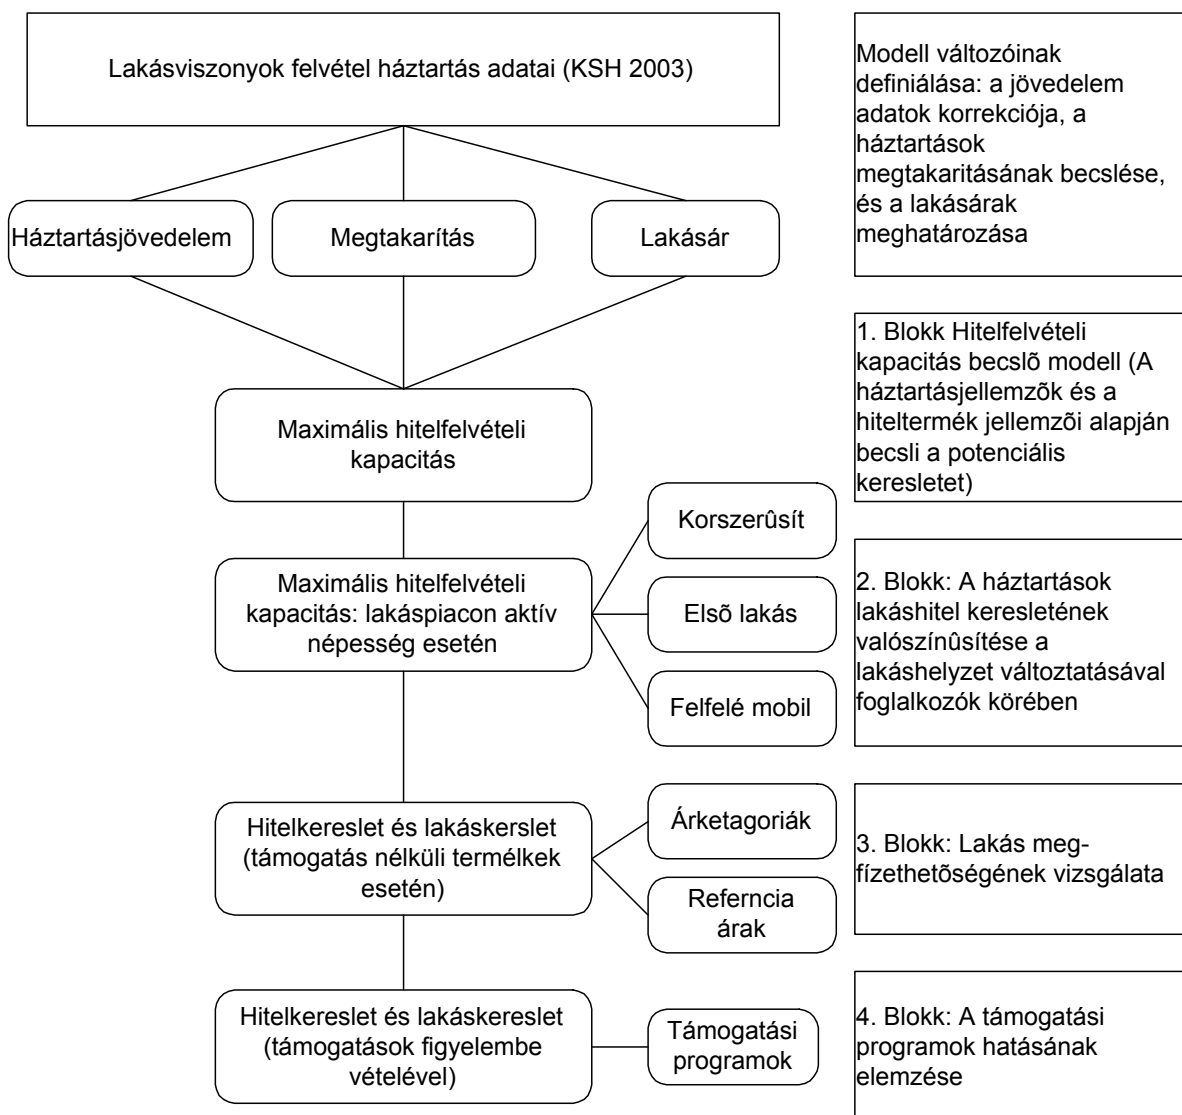 Lakásviszonyok felvétel háztartás adatai (KSH 2003)
Modell változóinak
definiálása: a jövedelem
adatok korrekciója, a
háztartások
megtakaritásának becslése,
és a lakásárak
meghatározása
Háztartásjövedelem
Megtakarítás
Lakásár
1. Blokk Hitelfelvételi
kapacitás becslõ modell (A
háztartásjellemzõk és a
hiteltermék jellemzõi alapján
becsli a potenciális
keresletet)
Maximális hitelfelvételi
kapacitás
Maximális hitelfelvételi
kapacitás: lakáspiacon aktív
népesség esetén
Korszerûsít
Elsõ lakás
Felfelé mobil
2. Blokk: A háztartások
lakáshitel keresletének
valószínûsítése a
lakáshelyzet változtatásával
foglalkozók körében
Hitelkereslet és lakáskerslet
(támogatás nélküli termélkek
esetén)
Árketagoriák
Referncia
árak
3. Blokk: Lakás meg-
fízethetõségének vizsgálata
Hitelkereslet és lakáskereslet
(támogatások figyelembe
vételével)
Támogatási
programok
4. Blokk: A támogatási
programok hatásának
elemzése